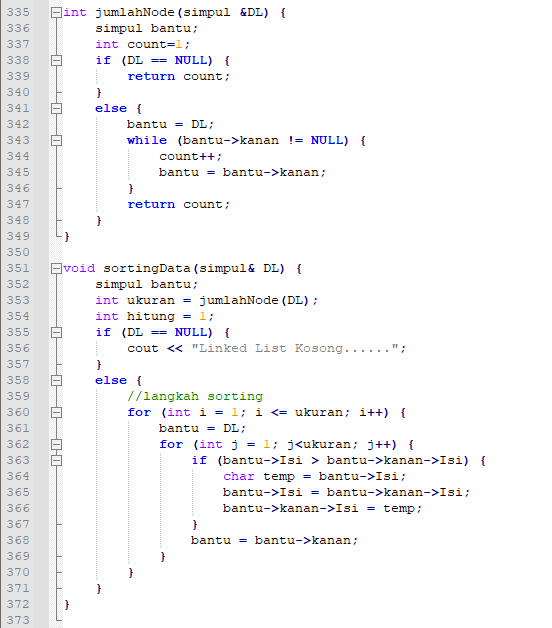 335 int jumlahNode(simpul &DL) {
336     simpul bantu;
337     int count=1;
338     if (DL == NULL) {
339         return count;
340     }
341     else {
342         bantu = DL;
343         while (bantu->kanan != NULL) {
344             count++;
345             bantu = bantu->kanan;
346         }
347         return count;
348     }
349 }
350
351 void sortingData(simpul& DL) {
352     simpul bantu;
353     int ukuran = jumlahNode(DL);
354     int hitung = 1;
355     if (DL == NULL) {
356         cout << "Linked List Kosong......";
357     }
358     else {
359         //langkah sorting
360         for (int i = 1; i <= ukuran; i++) {
361             bantu = DL;
362             for (int j = 1; j<ukuran; j++) {
363                 if (bantu->Isi > bantu->kanan->Isi) {
364                     char temp = bantu->Isi;
365                     bantu->Isi = bantu->kanan->Isi;
366                     bantu->kanan->Isi = temp;
367                 }
368                 bantu = bantu->kanan;
369             }
370         }
371     }
372 }
373